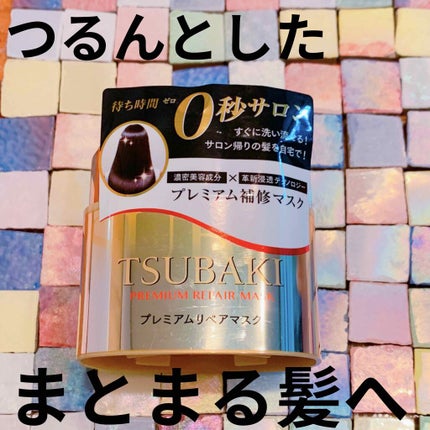 つるんとした
待ち時間 ゼロ 0秒サロン
すぐに洗い流せる!
サロン帰りの髪を自宅で!
濃密美容成分 × 革新浸透テクノロジー
プレミアム補修マスク
TSUBAKI
PREMIUM REPAIR MASK
プレミアムリペアマスク
まとまる髪へ